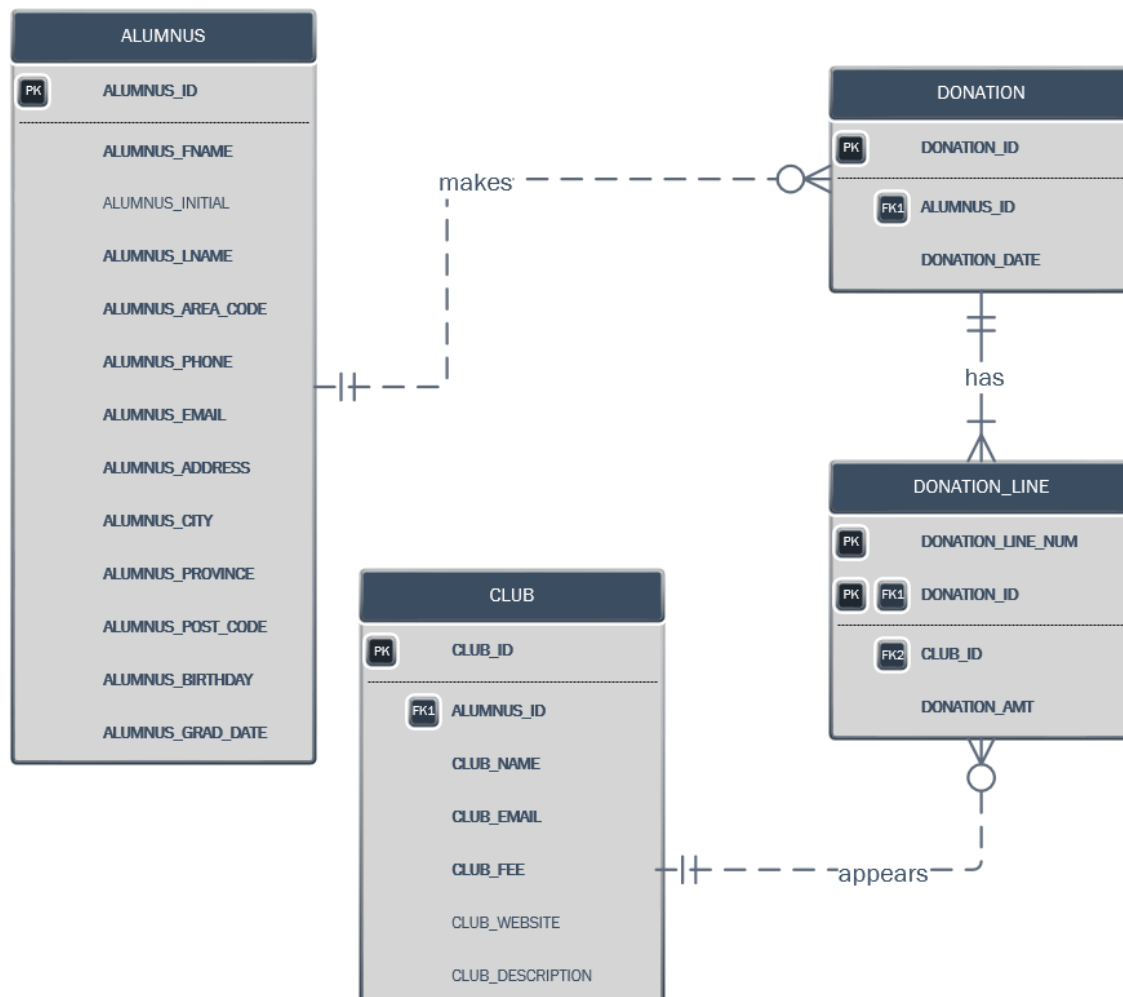 ALUMNUS
PK ALUMNUS_ID
ALUMNUS_FNAME
ALUMNUS_INITIAL
ALUMNUS_LNAME
ALUMNUS_AREA_CODE
ALUMNUS_PHONE
ALUMNUS_EMAIL
ALUMNUS_ADDRESS
ALUMNUS_CITY
ALUMNUS_PROVINCE
ALUMNUS_POST_CODE
ALUMNUS_BIRTHDAY
ALUMNUS_GRAD_DATE
makes
DONATION
PK DONATION_ID
FK1 ALUMNUS_ID
DONATION_DATE
has
DONATION_LINE
PK DONATION_LINE_NUM
PK FK1 DONATION_ID
FK2 CLUB_ID
DONATION_AMT
CLUB
PK CLUB_ID
FK1 ALUMNUS_ID
CLUB_NAME
CLUB_EMAIL
CLUB_FEE
CLUB_WEBSITE
CLUB_DESCRIPTION
appears